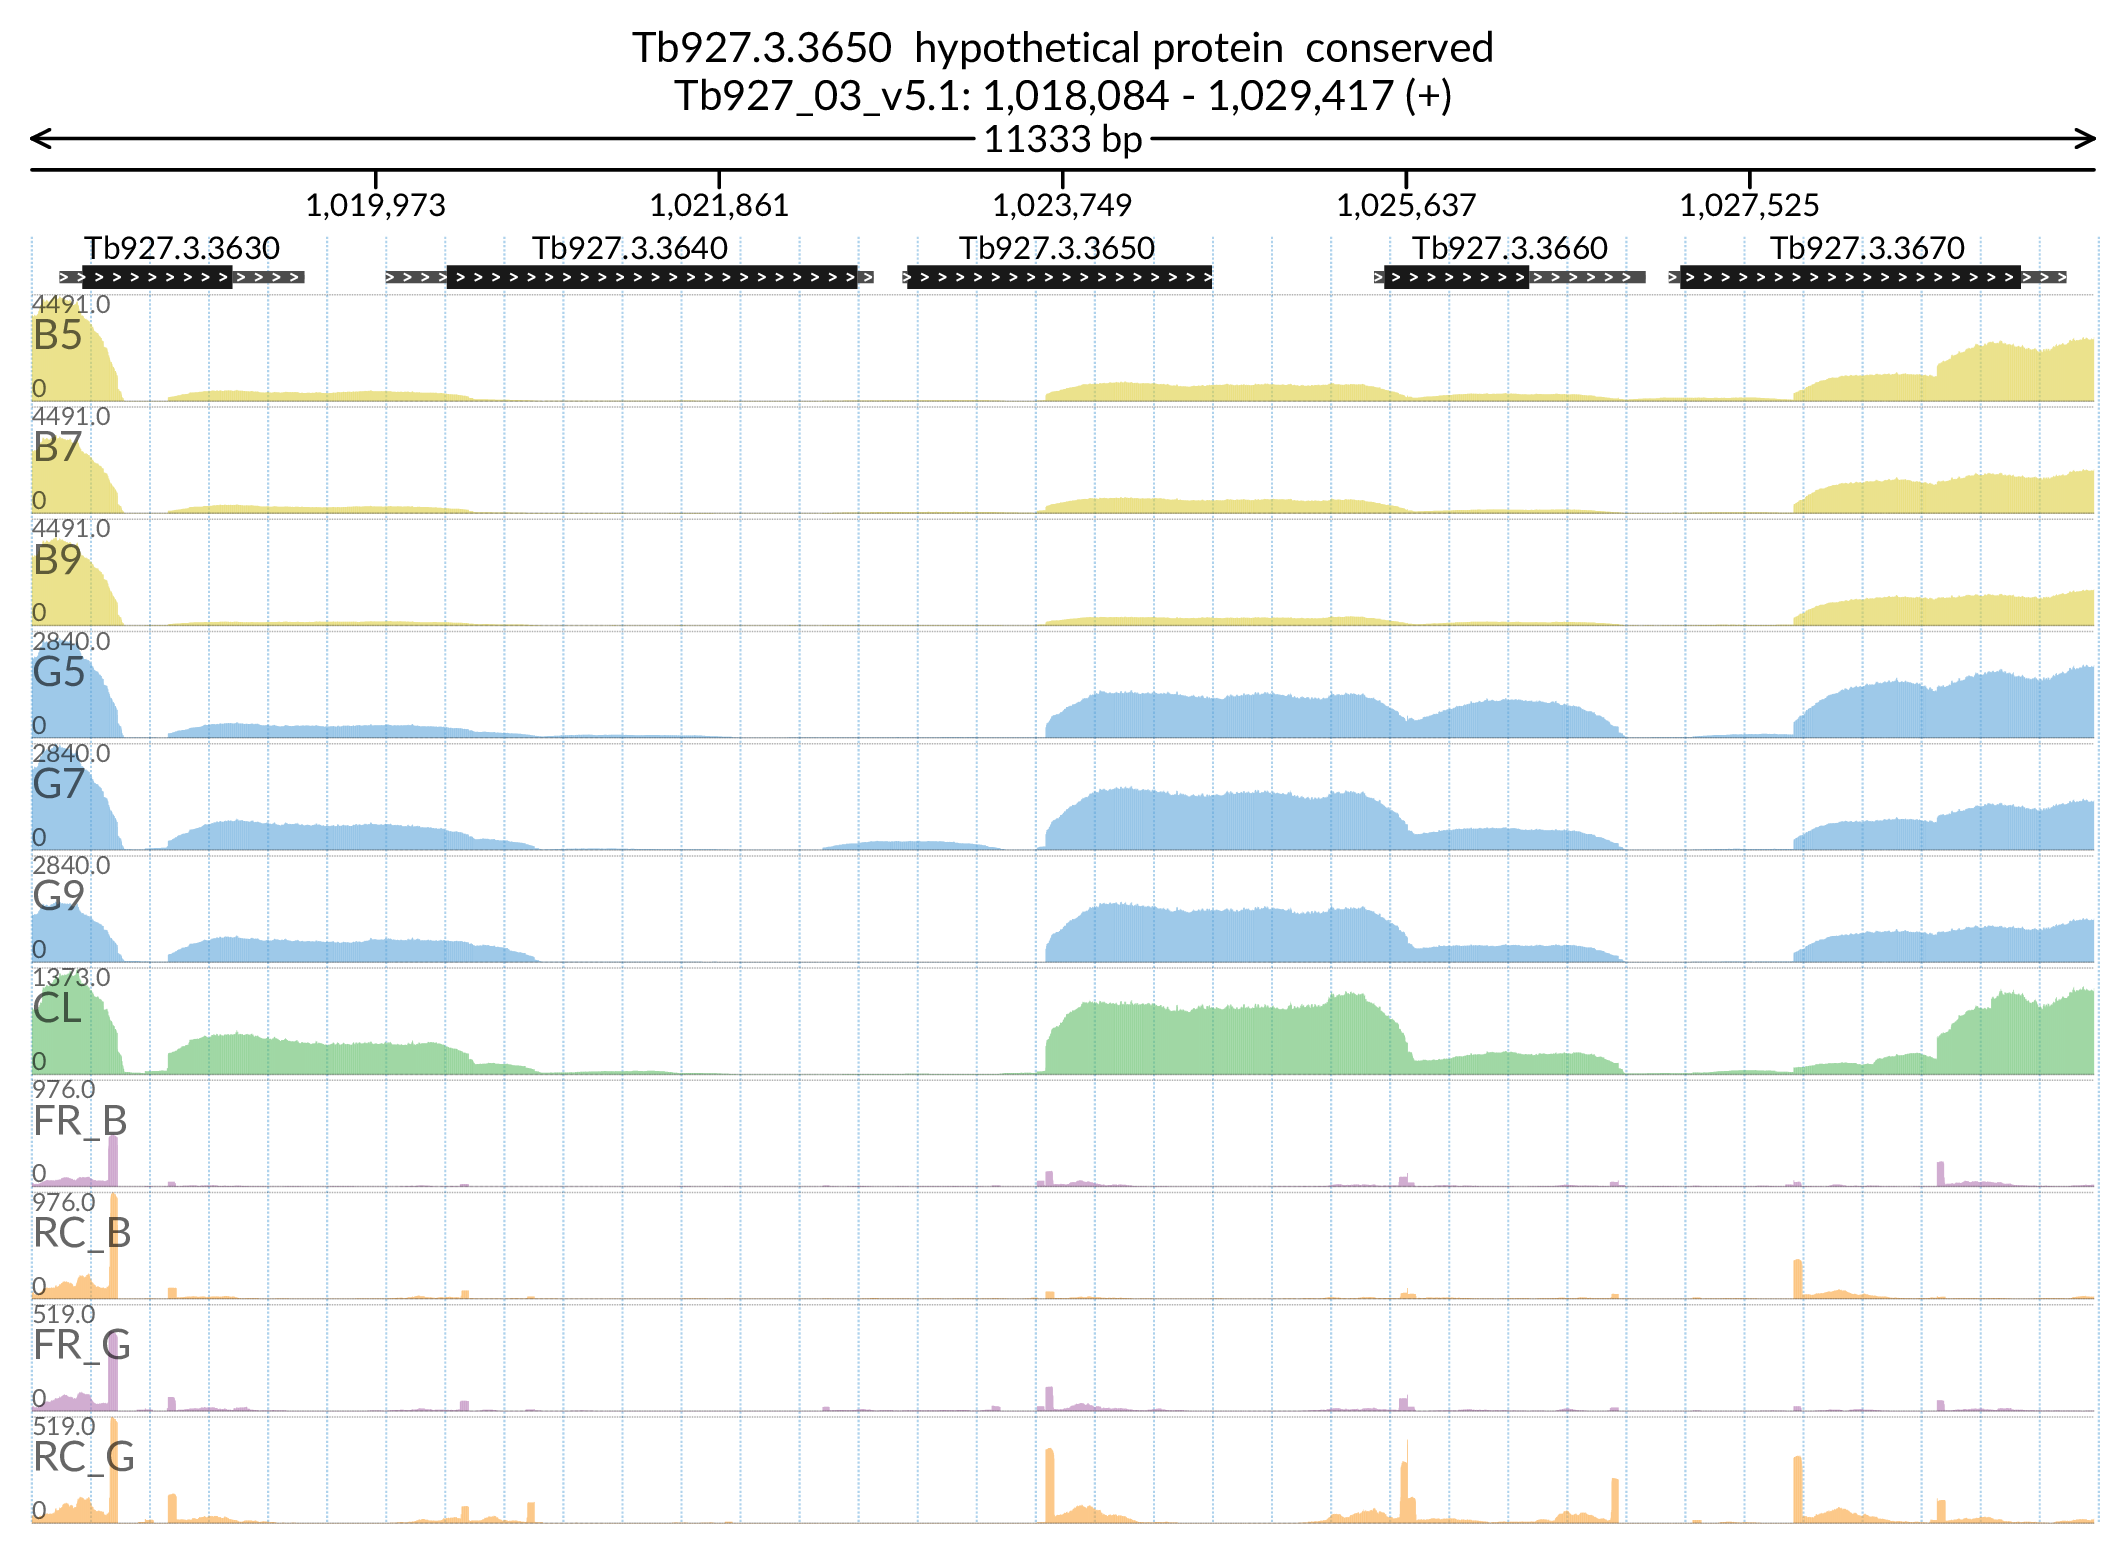 Tb927.3.3650  hypothetical protein  conserved
Tb927_03_v5.1: 1,018,084 - 1,029,417 (+)
11333 bp
1,019,973 1,021,861 1,023,749 1,025,637 1,027,525
Tb927.3.3630 Tb927.3.3640 Tb927.3.3650 Tb927.3.3660 Tb927.3.3670
4491.0
B5
0
4491.0
B7
0
4491.0
B9
0
2840.0
G5
0
2840.0
G7
0
2840.0
G9
0
1373.0
CL
0
976.0
FR_B
0
976.0
RC_B
0
519.0
FR_G
0
519.0
RC_G
0